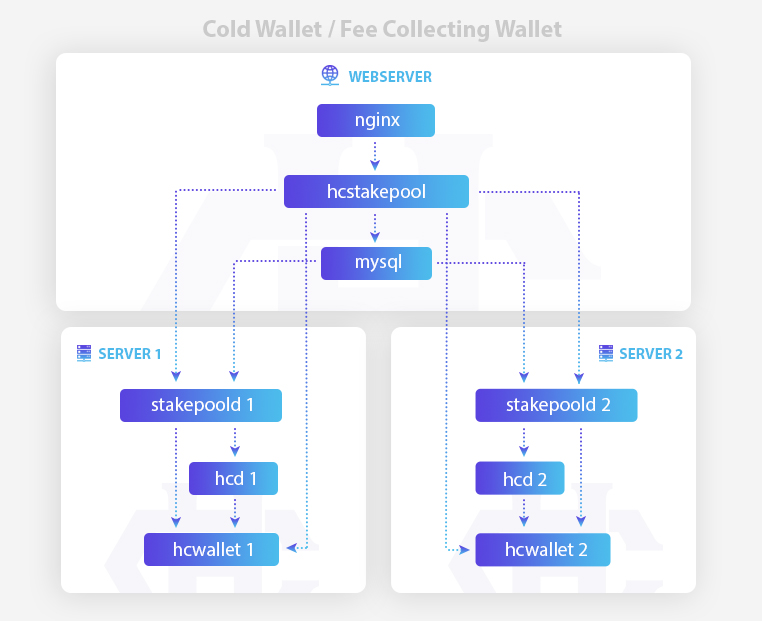 Cold Wallet / Fee Collecting Wallet
WEBSERVER
nginx
hcstakepool
mysql
SERVER 1
stakepoold 1
hcd 1
hcwallet 1
SERVER 2
stakepoold 2
hcd 2
hcwallet 2